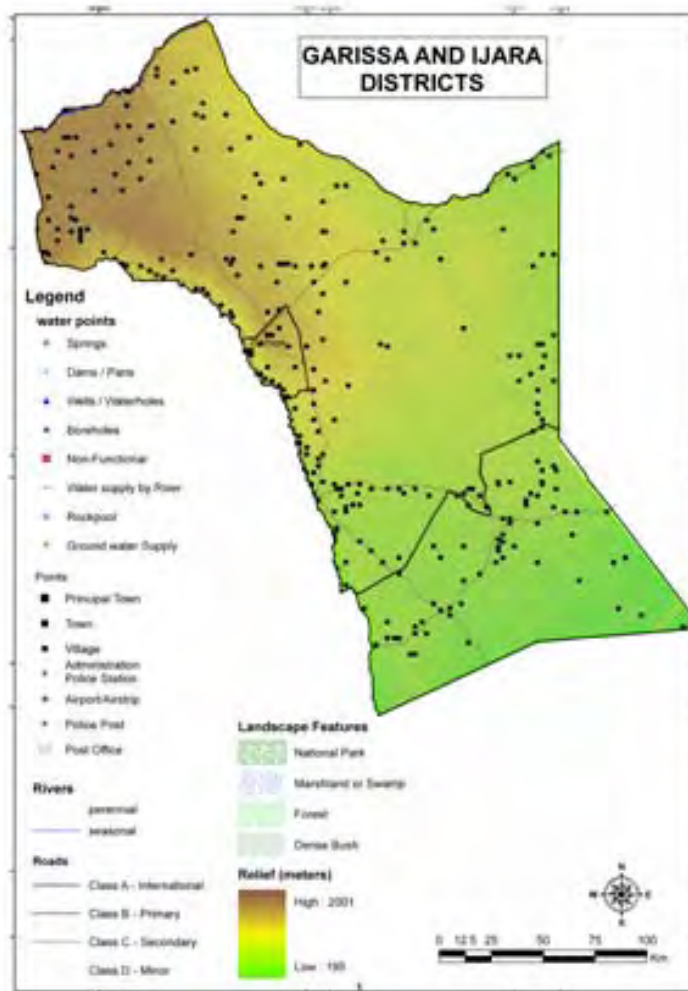 GARISSA AND IJARA
DISTRICTS
Legend
water points
Springs
Dams / Pans
Wells / Waterholes
Boreholes
Non-Functional
Water supply by River
Rockpool
Ground water Supply
Points
Principal Town
Town
Village
Administration
Police Station
Airport/Airstrip
Police Post
Post Office
Rivers
perennial
seasonal
Roads
Class A - International
Class B - Primary
Class C - Secondary
Class D - Minor
Landscape Features
National Park
Marshland or Swamp
Forest
Dense Bush
Relief (meters)
High : 2001
Low :
N
W E
S
0 12.5 25 50 75 100
Km